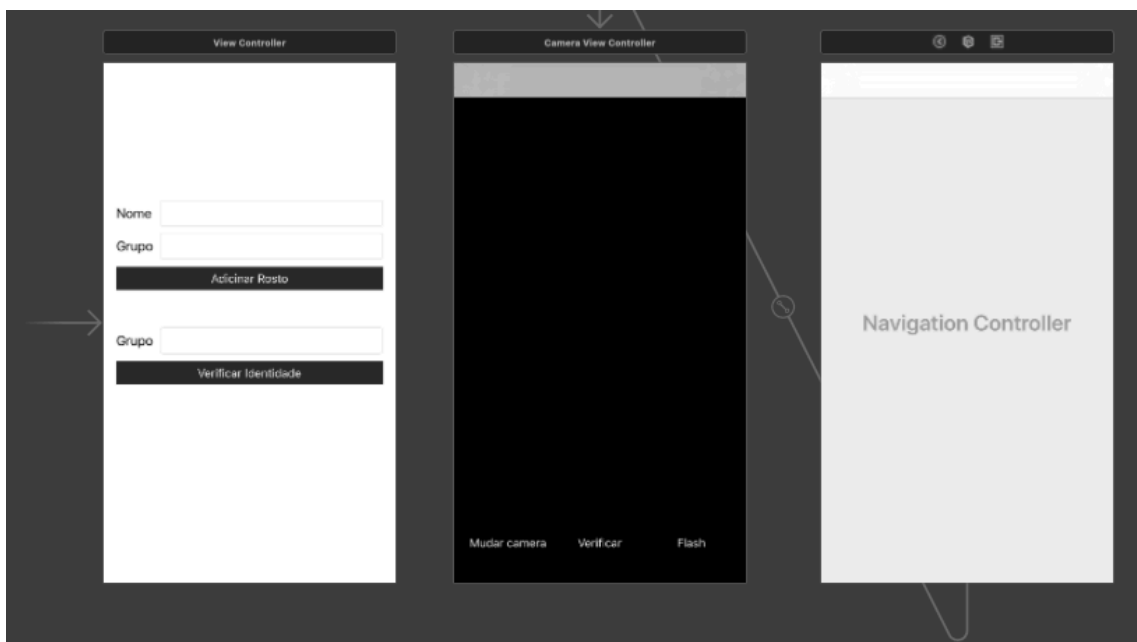 View Controller
Nome
Grupo
Adicinar Rosto
Grupo
Verificar Identidade
Camera View Controller
Mudar camera
Verificar
Flash
Navigation Controller